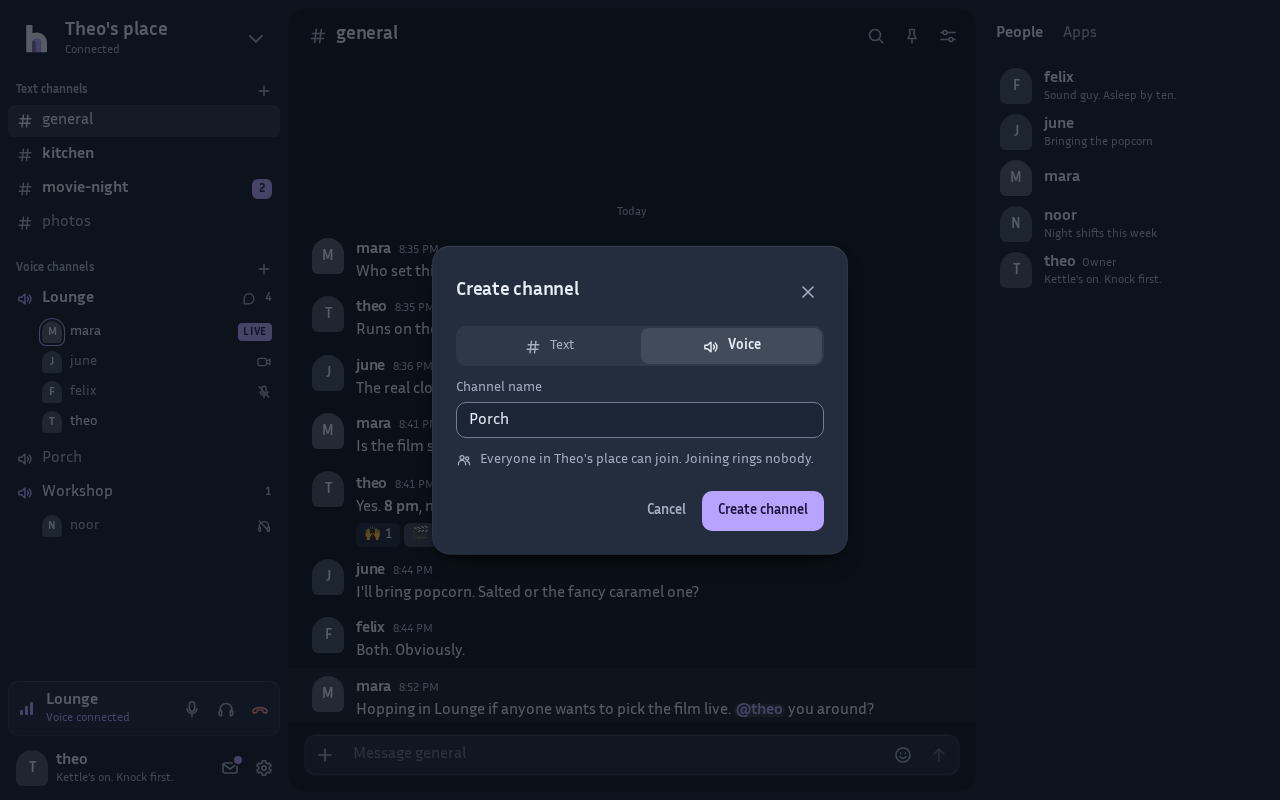 Theo's place
Connected
Text channels
general
kitchen
movie-night
2
photos
Voice channels
Lounge
4
M
mara
LIVE
J
june
F
felix
T
theo
Porch
Workshop
1
N
noor
Lounge
Voice connected
T
theo
Kettle's on. Knock first.
general
Today
M
mara 8:35 PM
Who set thi
T
theo 8:35 PM
Runs on the
J
june 8:36 PM
The real clo
M
mara 8:41 PM
Is the film s
T
theo 8:41 PM
Yes. 8 pm, n
🙌 1
🎬
J
june 8:44 PM
I'll bring popcorn. Salted or the fancy caramel one?
F
felix 8:44 PM
Both. Obviously.
M
mara 8:52 PM
Hopping in Lounge if anyone wants to pick the film live. @theo you around?
Message general
Create channel
Text
Voice
Channel name
Porch
Everyone in Theo's place can join. Joining rings nobody.
Cancel
Create channel
People
Apps
F
felix
Sound guy. Asleep by ten.
J
june
Bringing the popcorn
M
mara
N
noor
Night shifts this week
T
theo Owner
Kettle's on. Knock first.